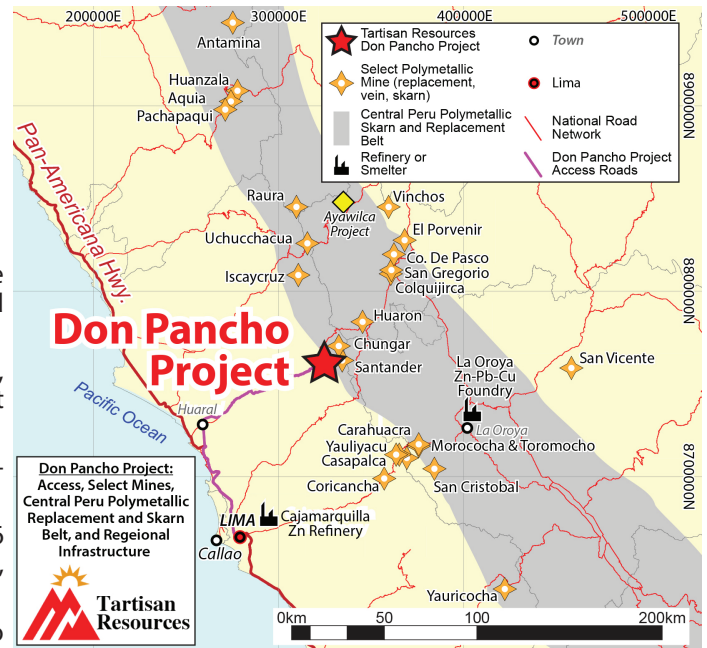 200000E
300000E
400000E
500000E
8900000N
8800000N
8700000N
Tartisan Resources
Don Pancho Project
Select Polymetallic
Mine (replacement,
vein, skarn)
Central Peru Polymetallic
Skarn and Replacement
Belt
Refinery or
Smelter
Town
Lima
National Road
Network
Don Pancho Project
Access Roads
Antamina
Huanzala
Aquia
Pachapaqui
Pan-Americana Hwy.
Raura
Ayawilca
Project
Vinchos
Uchucchacua
El Porvenir
Co. De Pasco
San Gregorio
Colquijirca
Iscaycruz
Huaron
Don Pancho
Project
Chungar
Santander
San Vicente
La Oroya
Zn-Pb-Cu
Foundry
La Oroya
Pacific Ocean
Huaral
Carahuacra
Yauliyacu
Casapalca
Morococha & Toromocho
Coricancha
San Cristobal
Don Pancho Project:
Access, Select Mines,
Central Peru Polymetallic
Replacement and Skarn
Belt, and Regeional
Infrastructure
Tartisan
Resources
LIMA
Callao
Cajamarquilla
Zn Refinery
Yauricocha
0km
50
100
200km